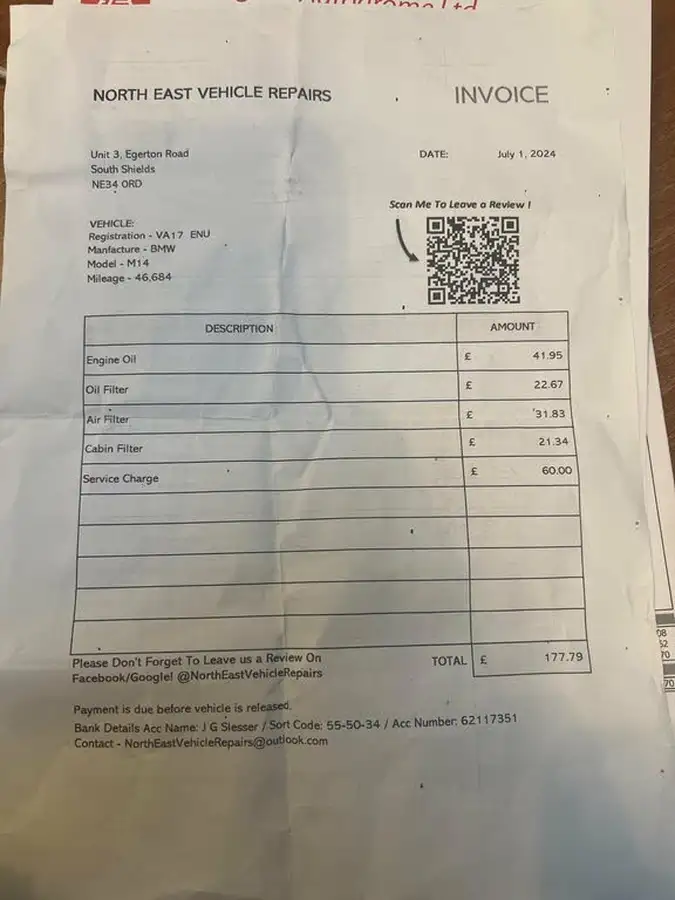 NORTH EAST VEHICLE REPAIRS
INVOICE
Unit 3, Egerton Road
South Shields
NE34 0RD
DATE: July 1, 2024
Scan Me To Leave a Review !
VEHICLE:
Registration - VA17 ENU
Manfacture - BMW
Model - M14
Mileage - 46,684
DESCRIPTION AMOUNT
Engine Oil £ 41.95
Oil Filter £ 22.67
Air Filter £ 31.83
Cabin Filter £ 21.34
Service Charge £ 60.00
Please Don't Forget To Leave us a Review On
Facebook/Google! @NorthEastVehicleRepairs
TOTAL £ 177.79
Payment is due before vehicle is released.
Bank Details Acc Name: J G Slesser / Sort Code: 55-50-34 / Acc Number: 62117351
Contact - NorthEastVehicleRepairs@outlook.com